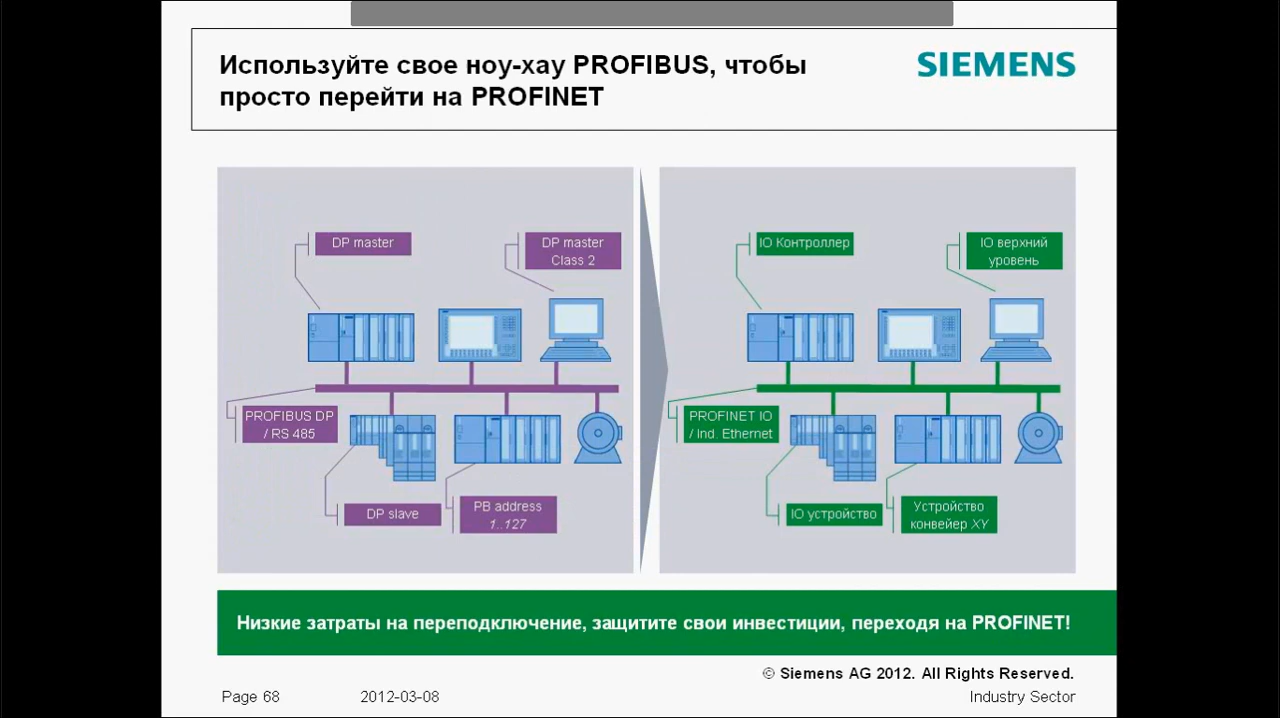 Используйте свое ноу-хау PROFIBUS, чтобы
просто перейти на PROFINET
SIEMENS
DP master
DP master
Class 2
PROFIBUS DP
/ RS 485
DP slave
PB address
1..127
IO Контроллер
IO верхний
уровень
PROFINET IO
/ Ind. Ethernet
IO устройство
Устройство
конвейер XY
Низкие затраты на переподключение, защитите свои инвестиции, переходя на PROFINET!
© Siemens AG 2012. All Rights Reserved.
Page 68
2012-03-08
Industry Sector